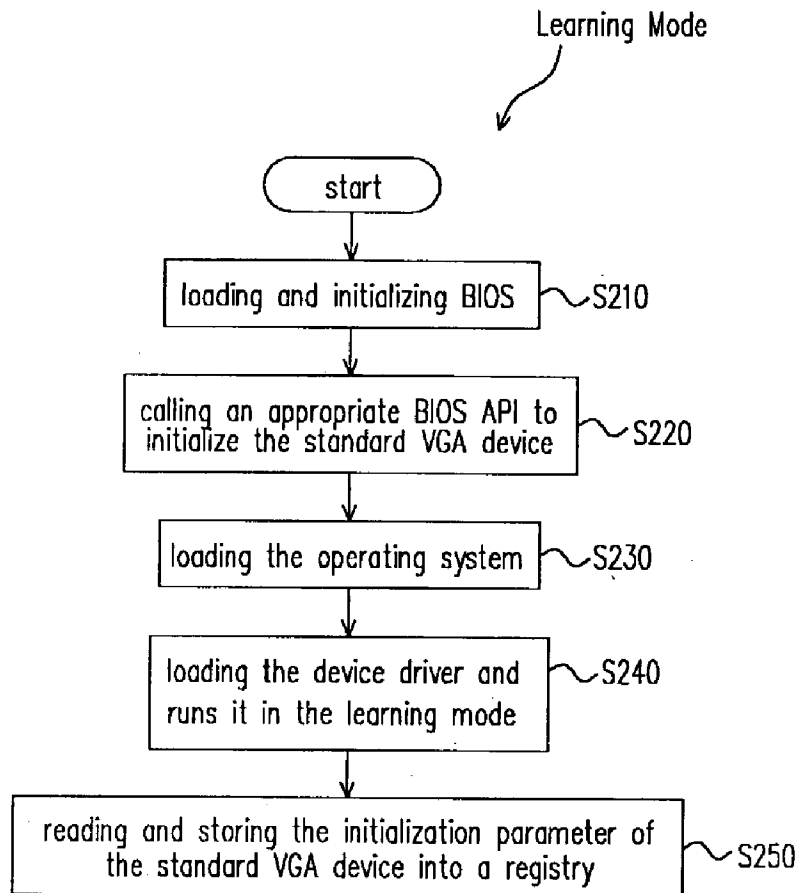 Learning Mode
start
loading and initializing BIOS
S210
calling an appropriate BIOS API to
initialize the standard VGA device
S220
loading the operating system
S230
loading the device driver and
runs it in the learning mode
S240
reading and storing the initialization parameter of
the standard VGA device into a registry
S250